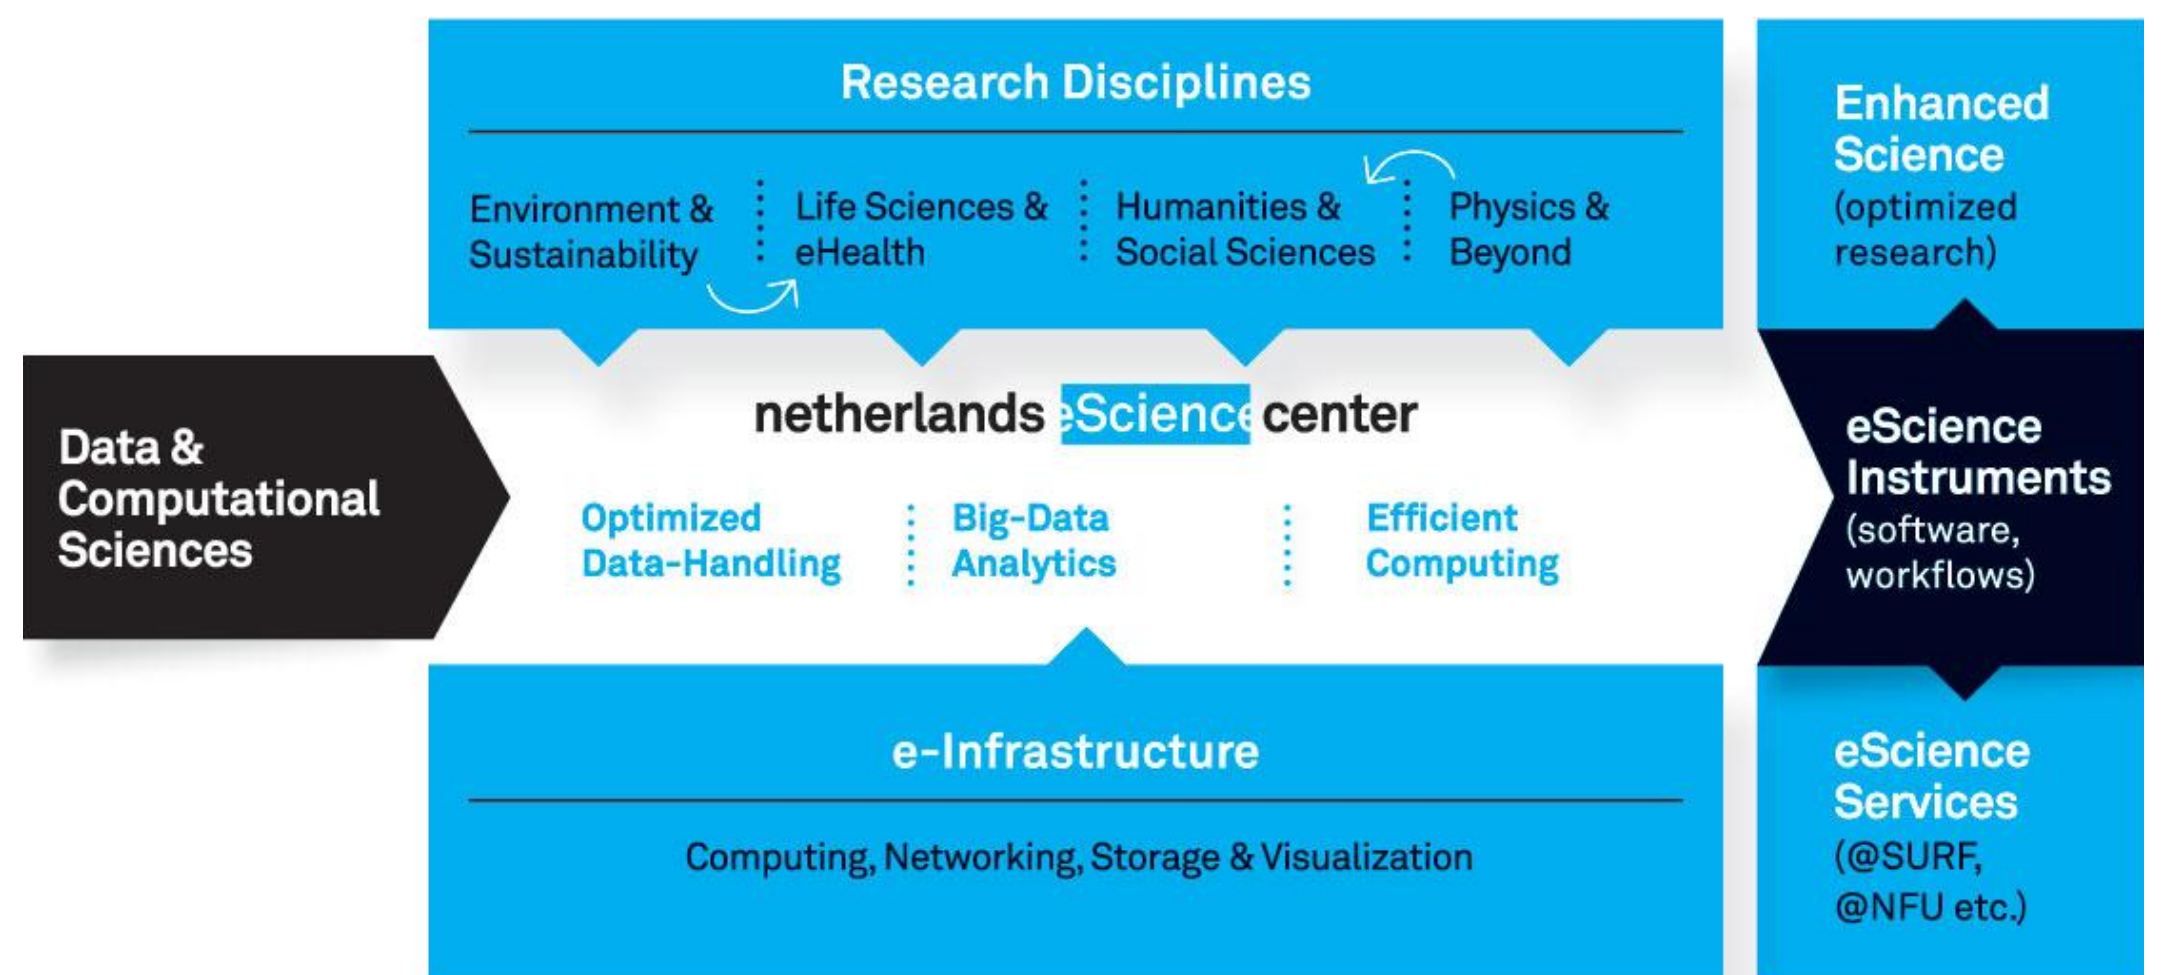 Research Disciplines
Environment &
Sustainability
Life Sciences &
eHealth
Humanities &
Social Sciences
Physics &
Beyond
Enhanced
Science
(optimized
research)
Data &
Computational
Sciences
netherlands eScience center
Optimized
Data-Handling
Big-Data
Analytics
Efficient
Computing
eScience
Instruments
(software,
workflows)
e-Infrastructure
Computing, Networking, Storage & Visualization
eScience
Services
(@SURF,
@NFU etc.)